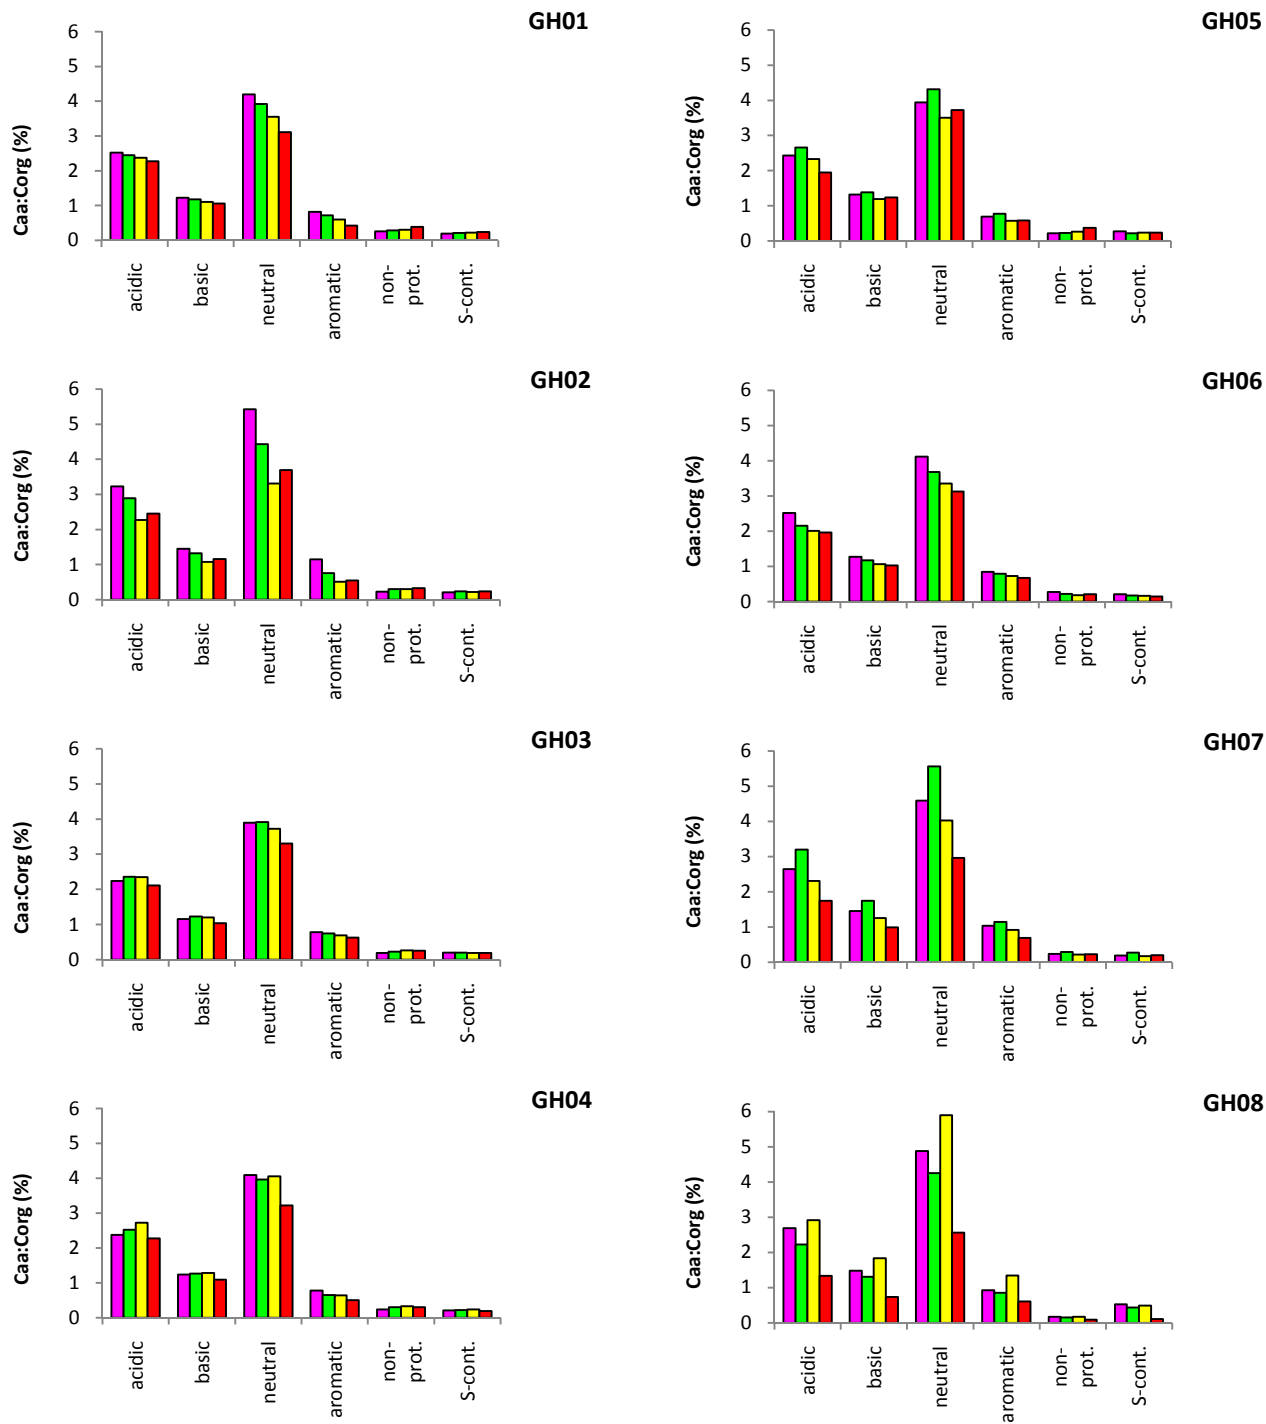 GH01
Caa:Corg (%)
6
5
4
3
2
1
0
acidic
basic
neutral
aromatic
non-
prot.
S-cont.
GH05
Caa:Corg (%)
6
5
4
3
2
1
0
acidic
basic
neutral
aromatic
non-
prot.
S-cont.
GH02
Caa:Corg (%)
6
5
4
3
2
1
0
acidic
basic
neutral
aromatic
non-
prot.
S-cont.
GH06
Caa:Corg (%)
6
5
4
3
2
1
0
acidic
basic
neutral
aromatic
non-
prot.
S-cont.
GH03
Caa:Corg (%)
6
5
4
3
2
1
0
acidic
basic
neutral
aromatic
non-
prot.
S-cont.
GH07
Caa:Corg (%)
6
5
4
3
2
1
0
acidic
basic
neutral
aromatic
non-
prot.
S-cont.
GH04
Caa:Corg (%)
6
5
4
3
2
1
0
acidic
basic
neutral
aromatic
non-
prot.
S-cont.
GH08
Caa:Corg (%)
6
5
4
3
2
1
0
acidic
basic
neutral
aromatic
non-
prot.
S-cont.